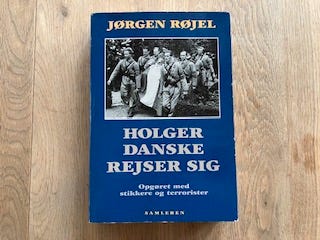 JØRGEN RØJEL
HOLGER
DANSKE
REJSER SIG
Opgøret med
stikkere og terrorister
SAMLEREN